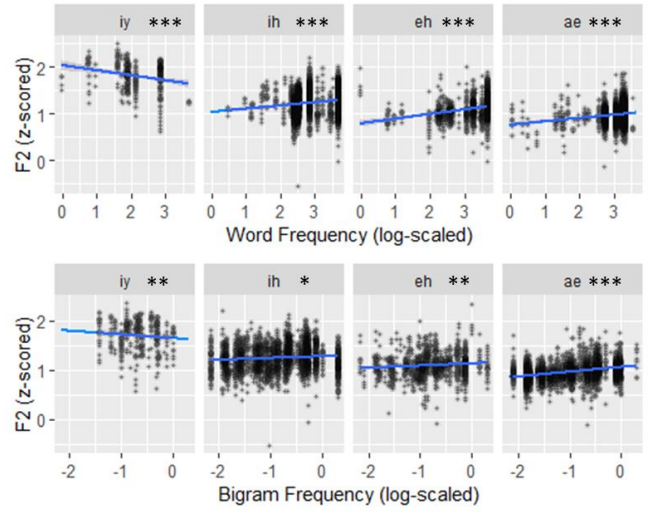 iy *** ih *** eh *** ae ***
F2 (z-scored)
2
1
0
0 1 2 3 0 1 2 3 0 1 2 3 0 1 2 3
Word Frequency (log-scaled)
iy ** ih * eh ** ae ***
F2 (z-scored)
2
1
0
-2 -1 0 -2 -1 0 -2 -1 0 -2 -1 0
Bigram Frequency (log-scaled)